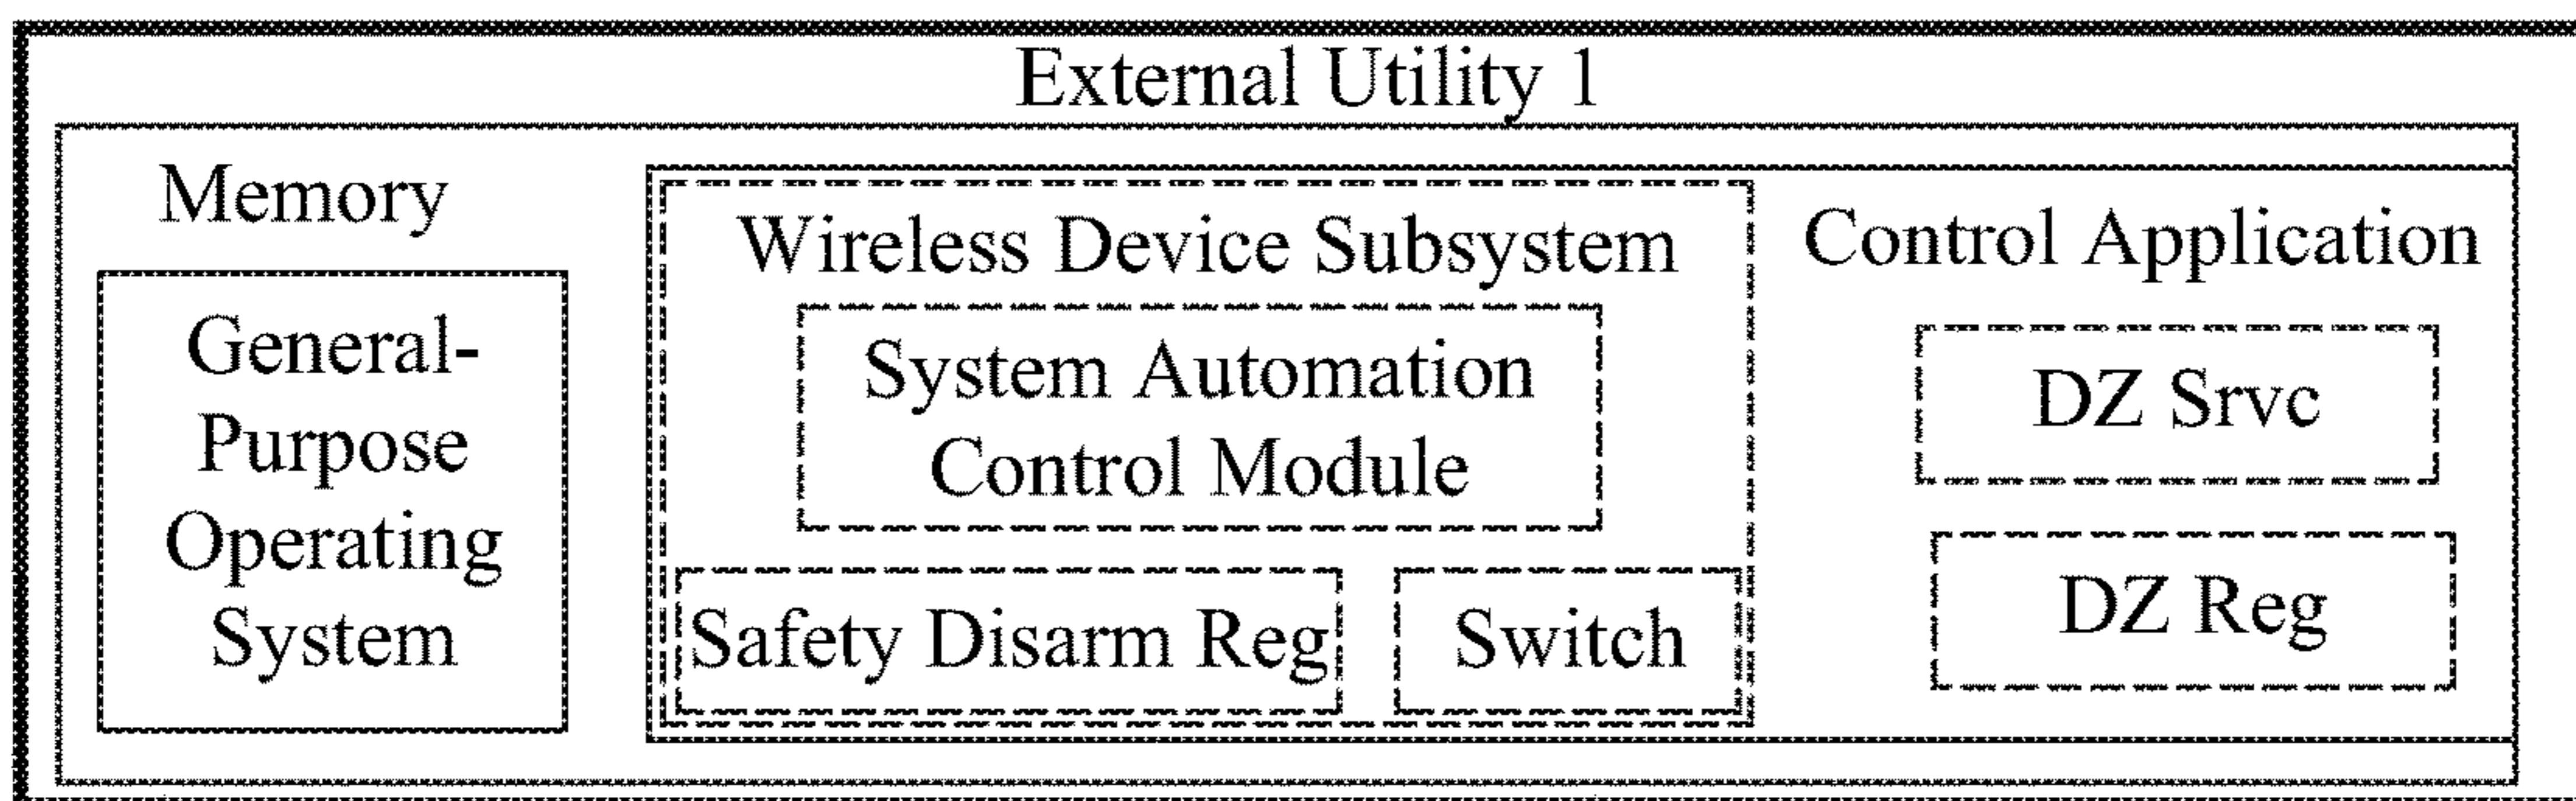 External Utility 1
Memory
General-
Purpose
Operating
System
Wireless Device Subsystem
System Automation
Control Module
Safety Disarm Reg
Switch
Control Application
DZ Srvc
DZ Reg